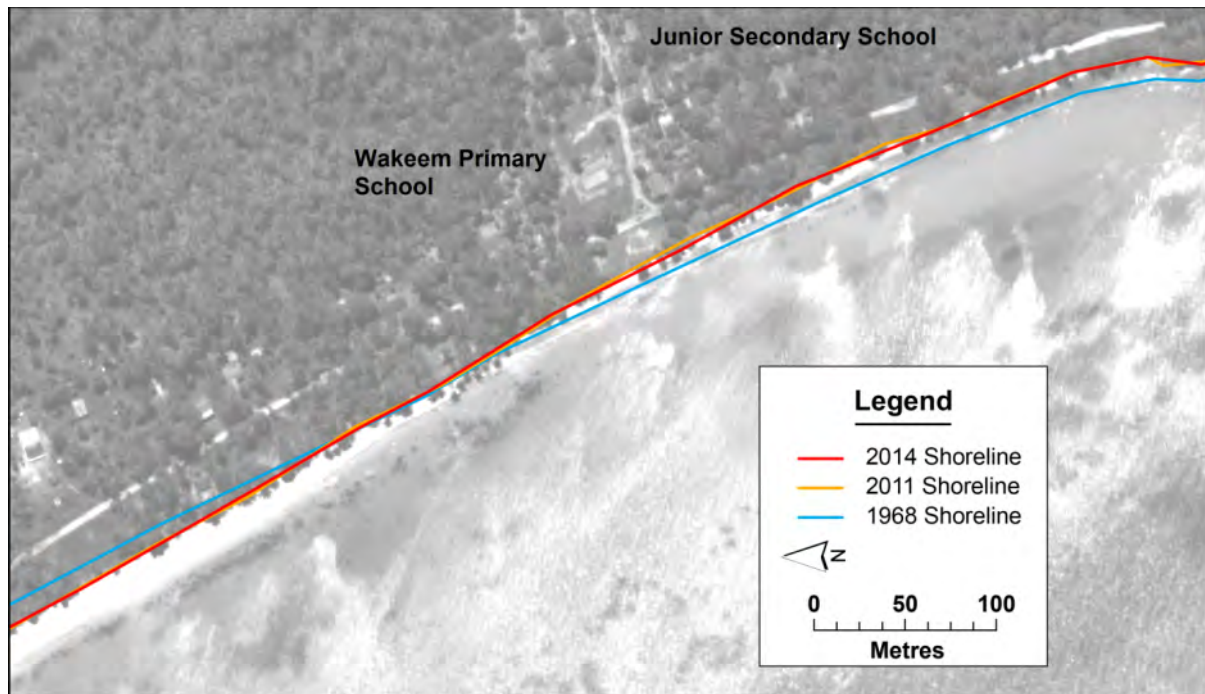 Junior Secondary School
Wakeem Primary
School
Legend
2014 Shoreline
2011 Shoreline
1968 Shoreline
N
0 50 100
Metres